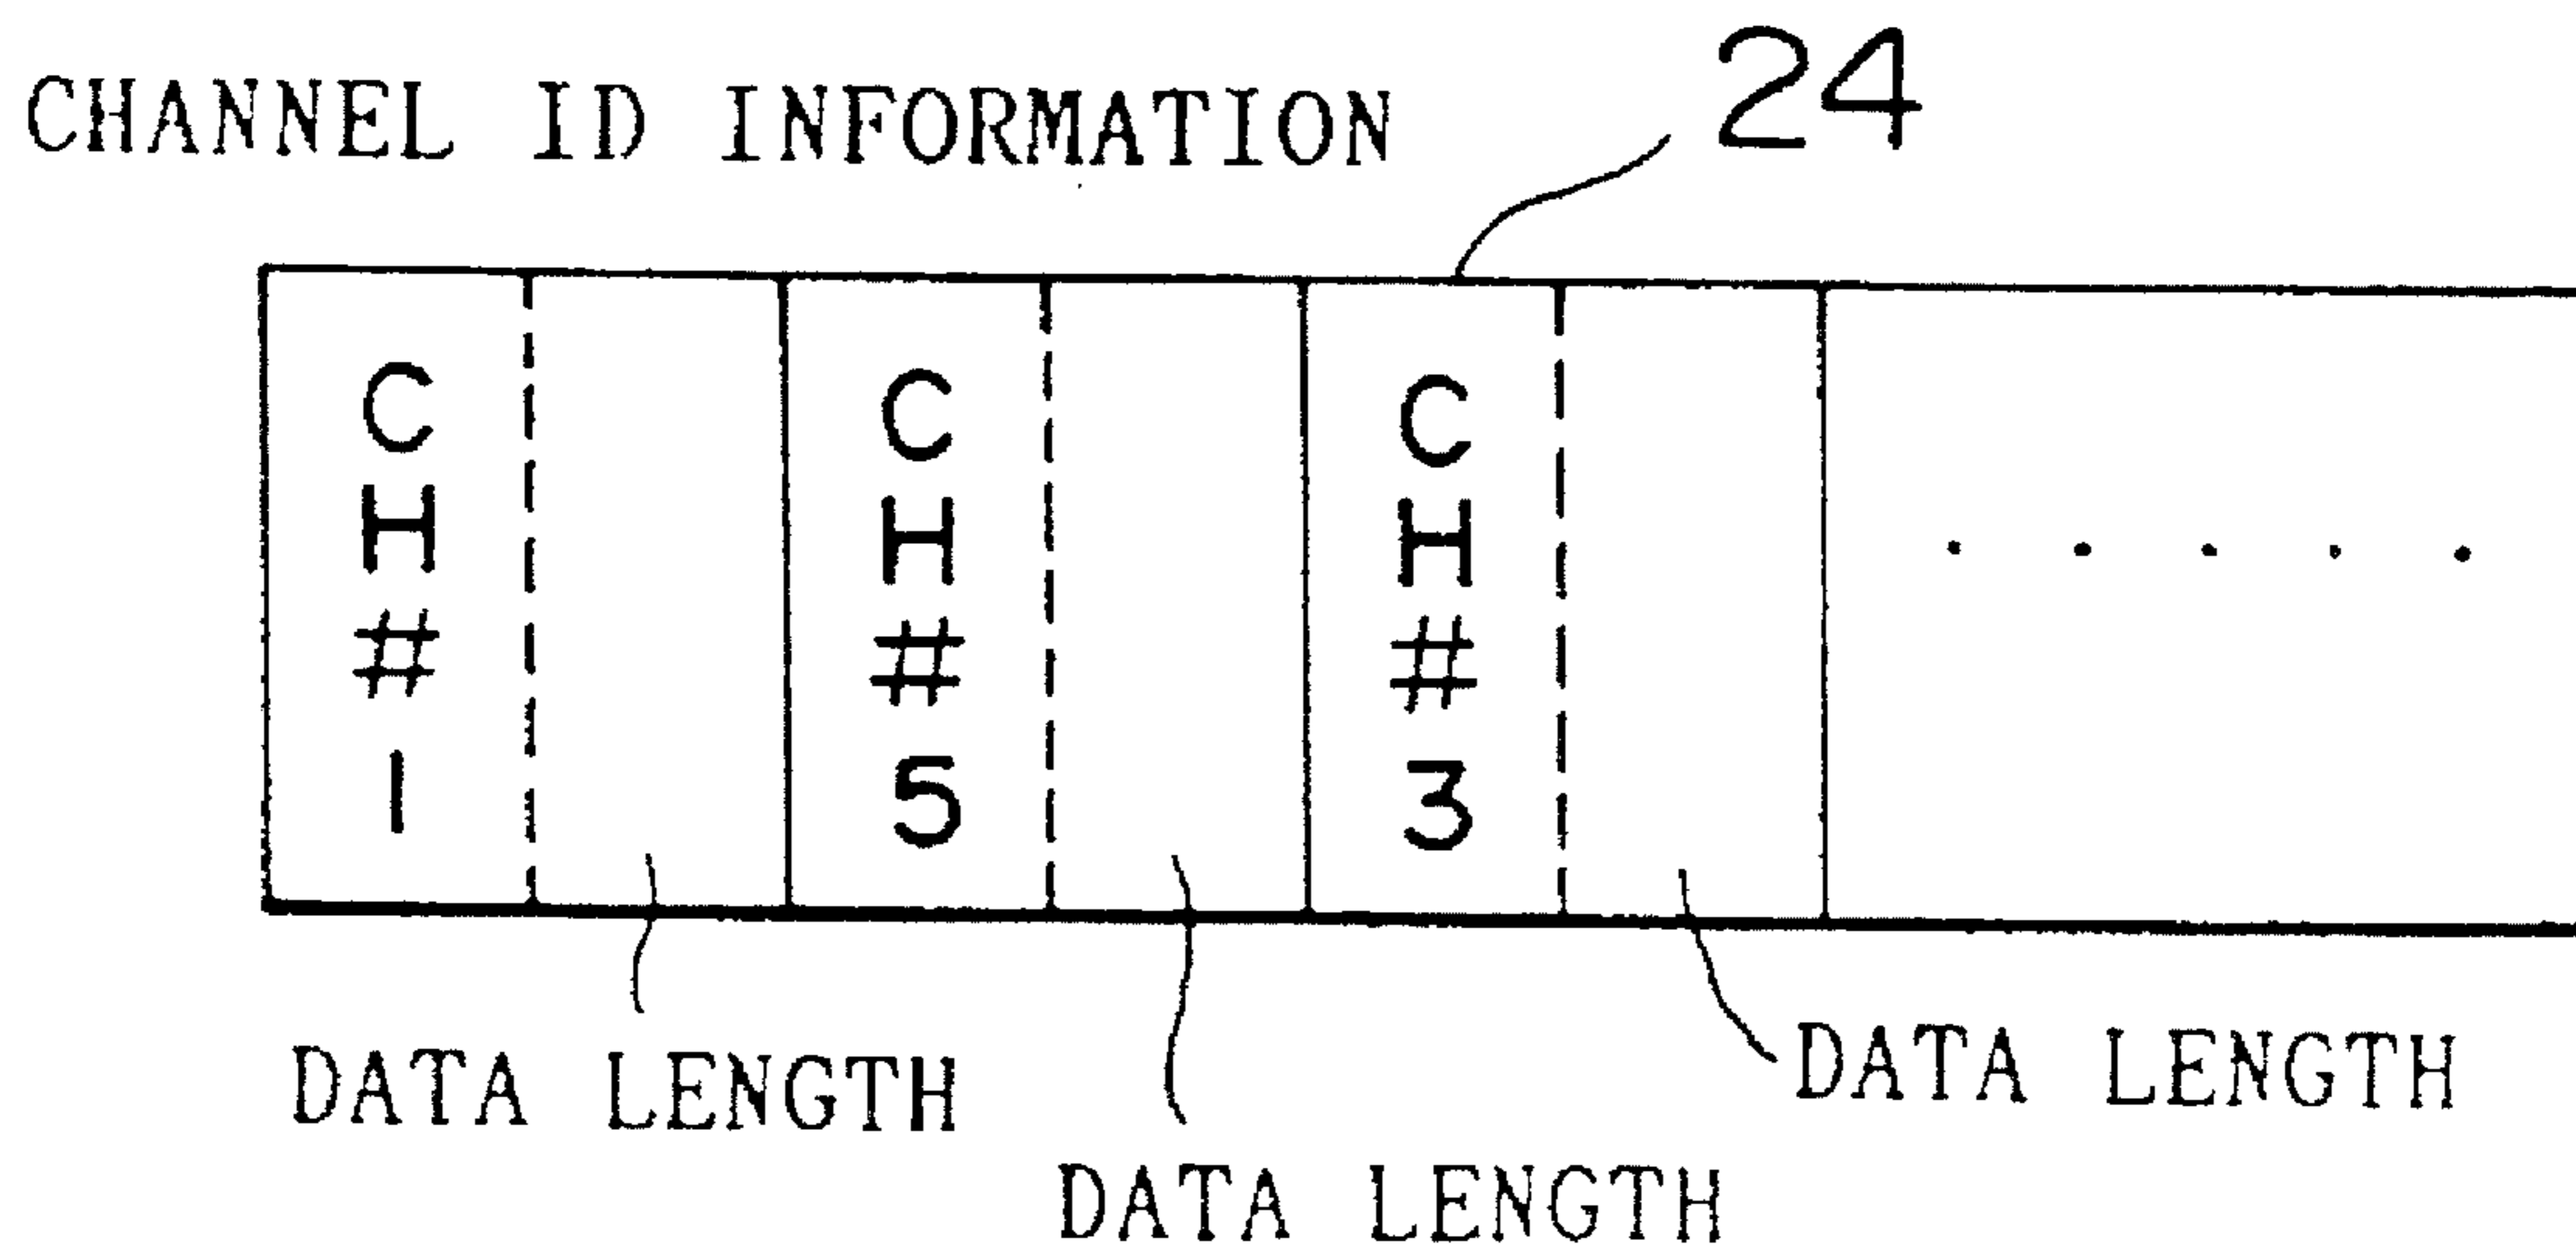 CHANNEL ID INFORMATION
24
CH#1
CH#5
CH#3
.....
DATA LENGTH
DATA LENGTH
DATA LENGTH